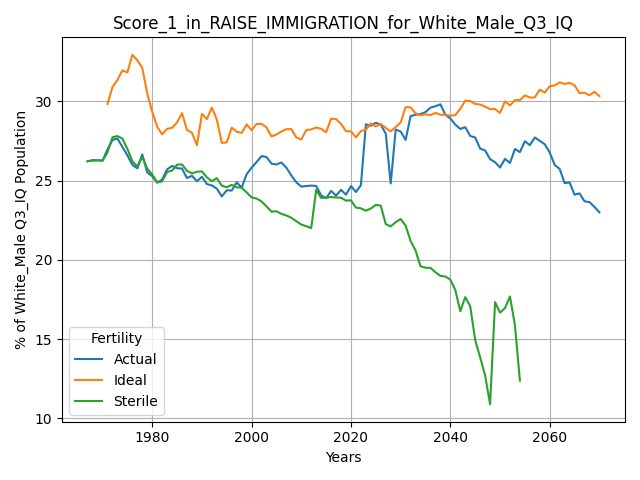 Score_1_in_RAISE_IMMIGRATION_for_White_Male_Q3_IQ
% of White_Male Q3_IQ Population
30
25
20
15
10
Fertility
Actual
Ideal
Sterile
1980 2000 2020 2040 2060
Years